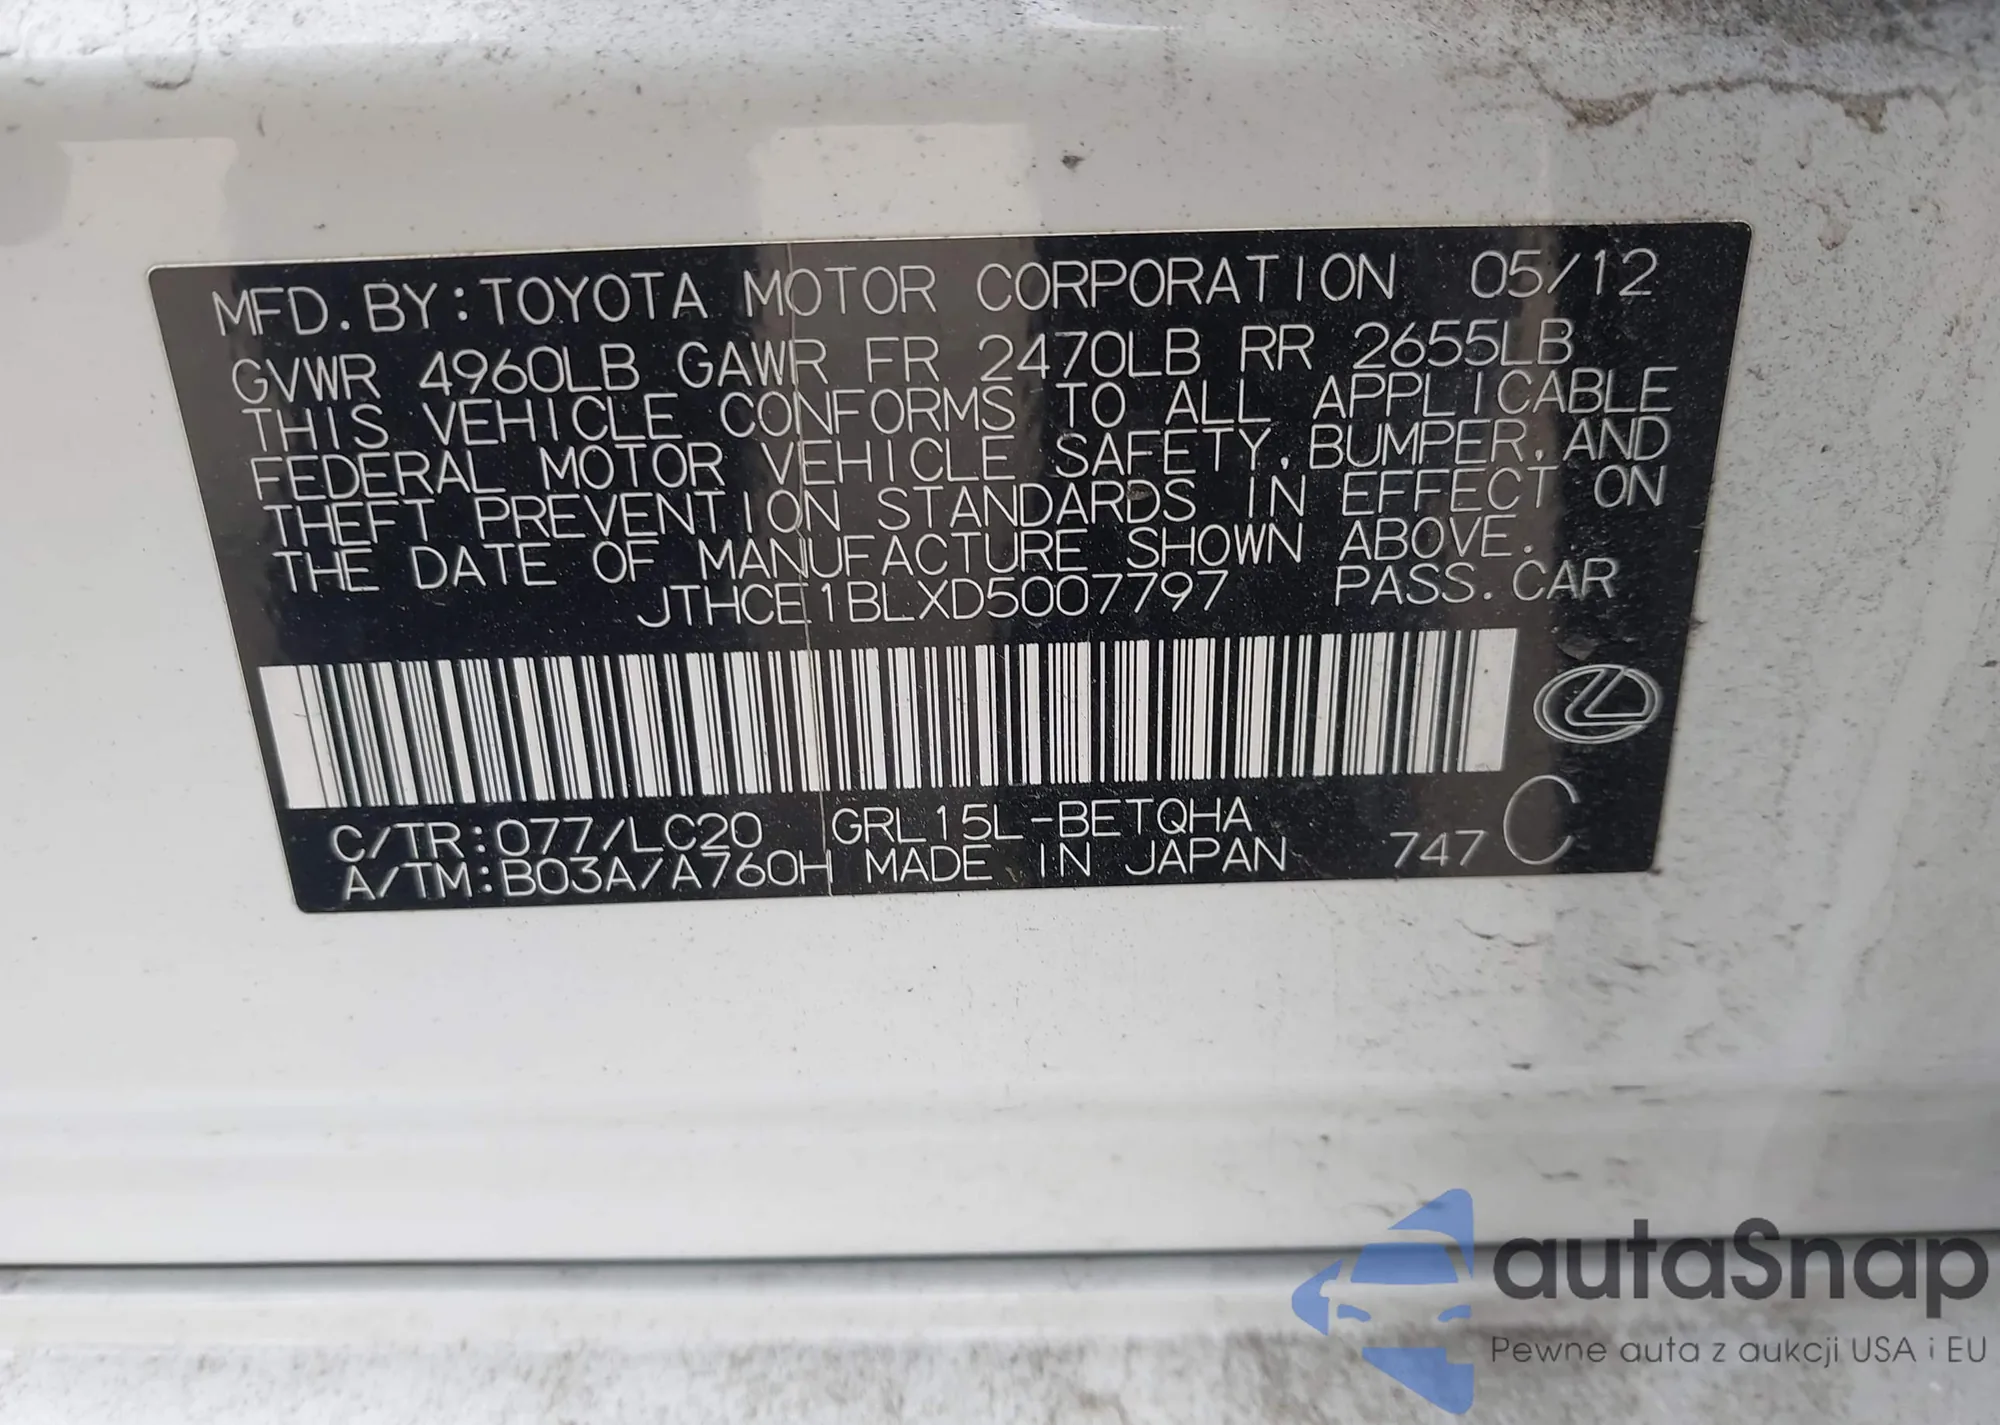 MFD. BY: TOYOTA MOTOR CORPORATION 05/12
GVWR 4960LB GAWR FR 2470LB RR 2655LB
THIS VEHICLE CONFORMS TO ALL APPLICABLE
FEDERAL MOTOR VEHICLE SAFETY, BUMPER, AND
THEFT PREVENTION STANDARDS IN EFFECT ON
THE DATE OF MANUFACTURE SHOWN ABOVE.
JTHCE1BLXD5007797 PASS. CAR
C/TR: 077/LC20 GRL15L-BETQHA
A/TM: B03A/A760H MADE IN JAPAN 747 C
autaSnap
Pewne auta z aukcji USA i EU